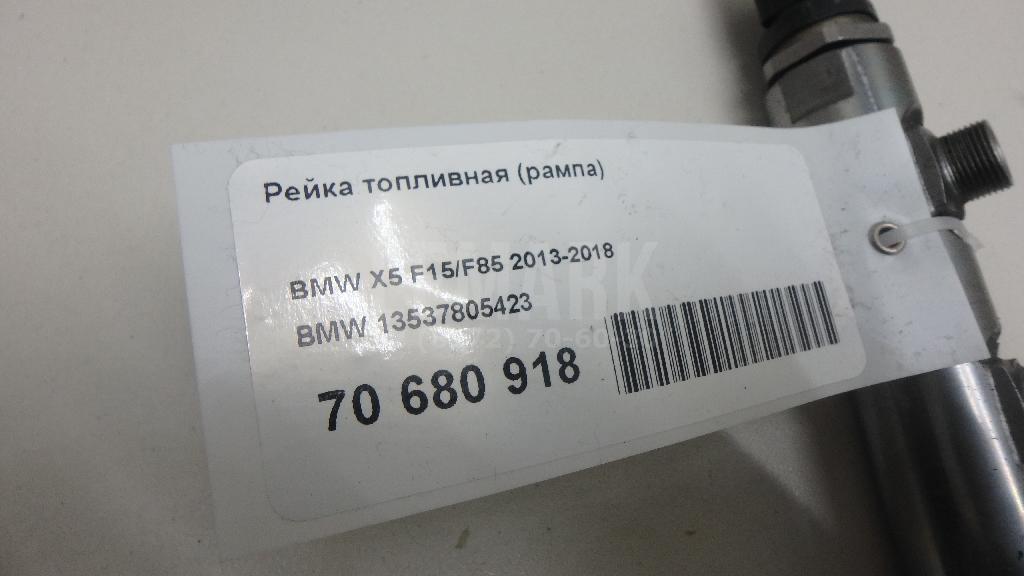 Рейка топливная (рампа)
BMW X5 F15/F85 2013-2018
BMW 13537805423
70 680 918